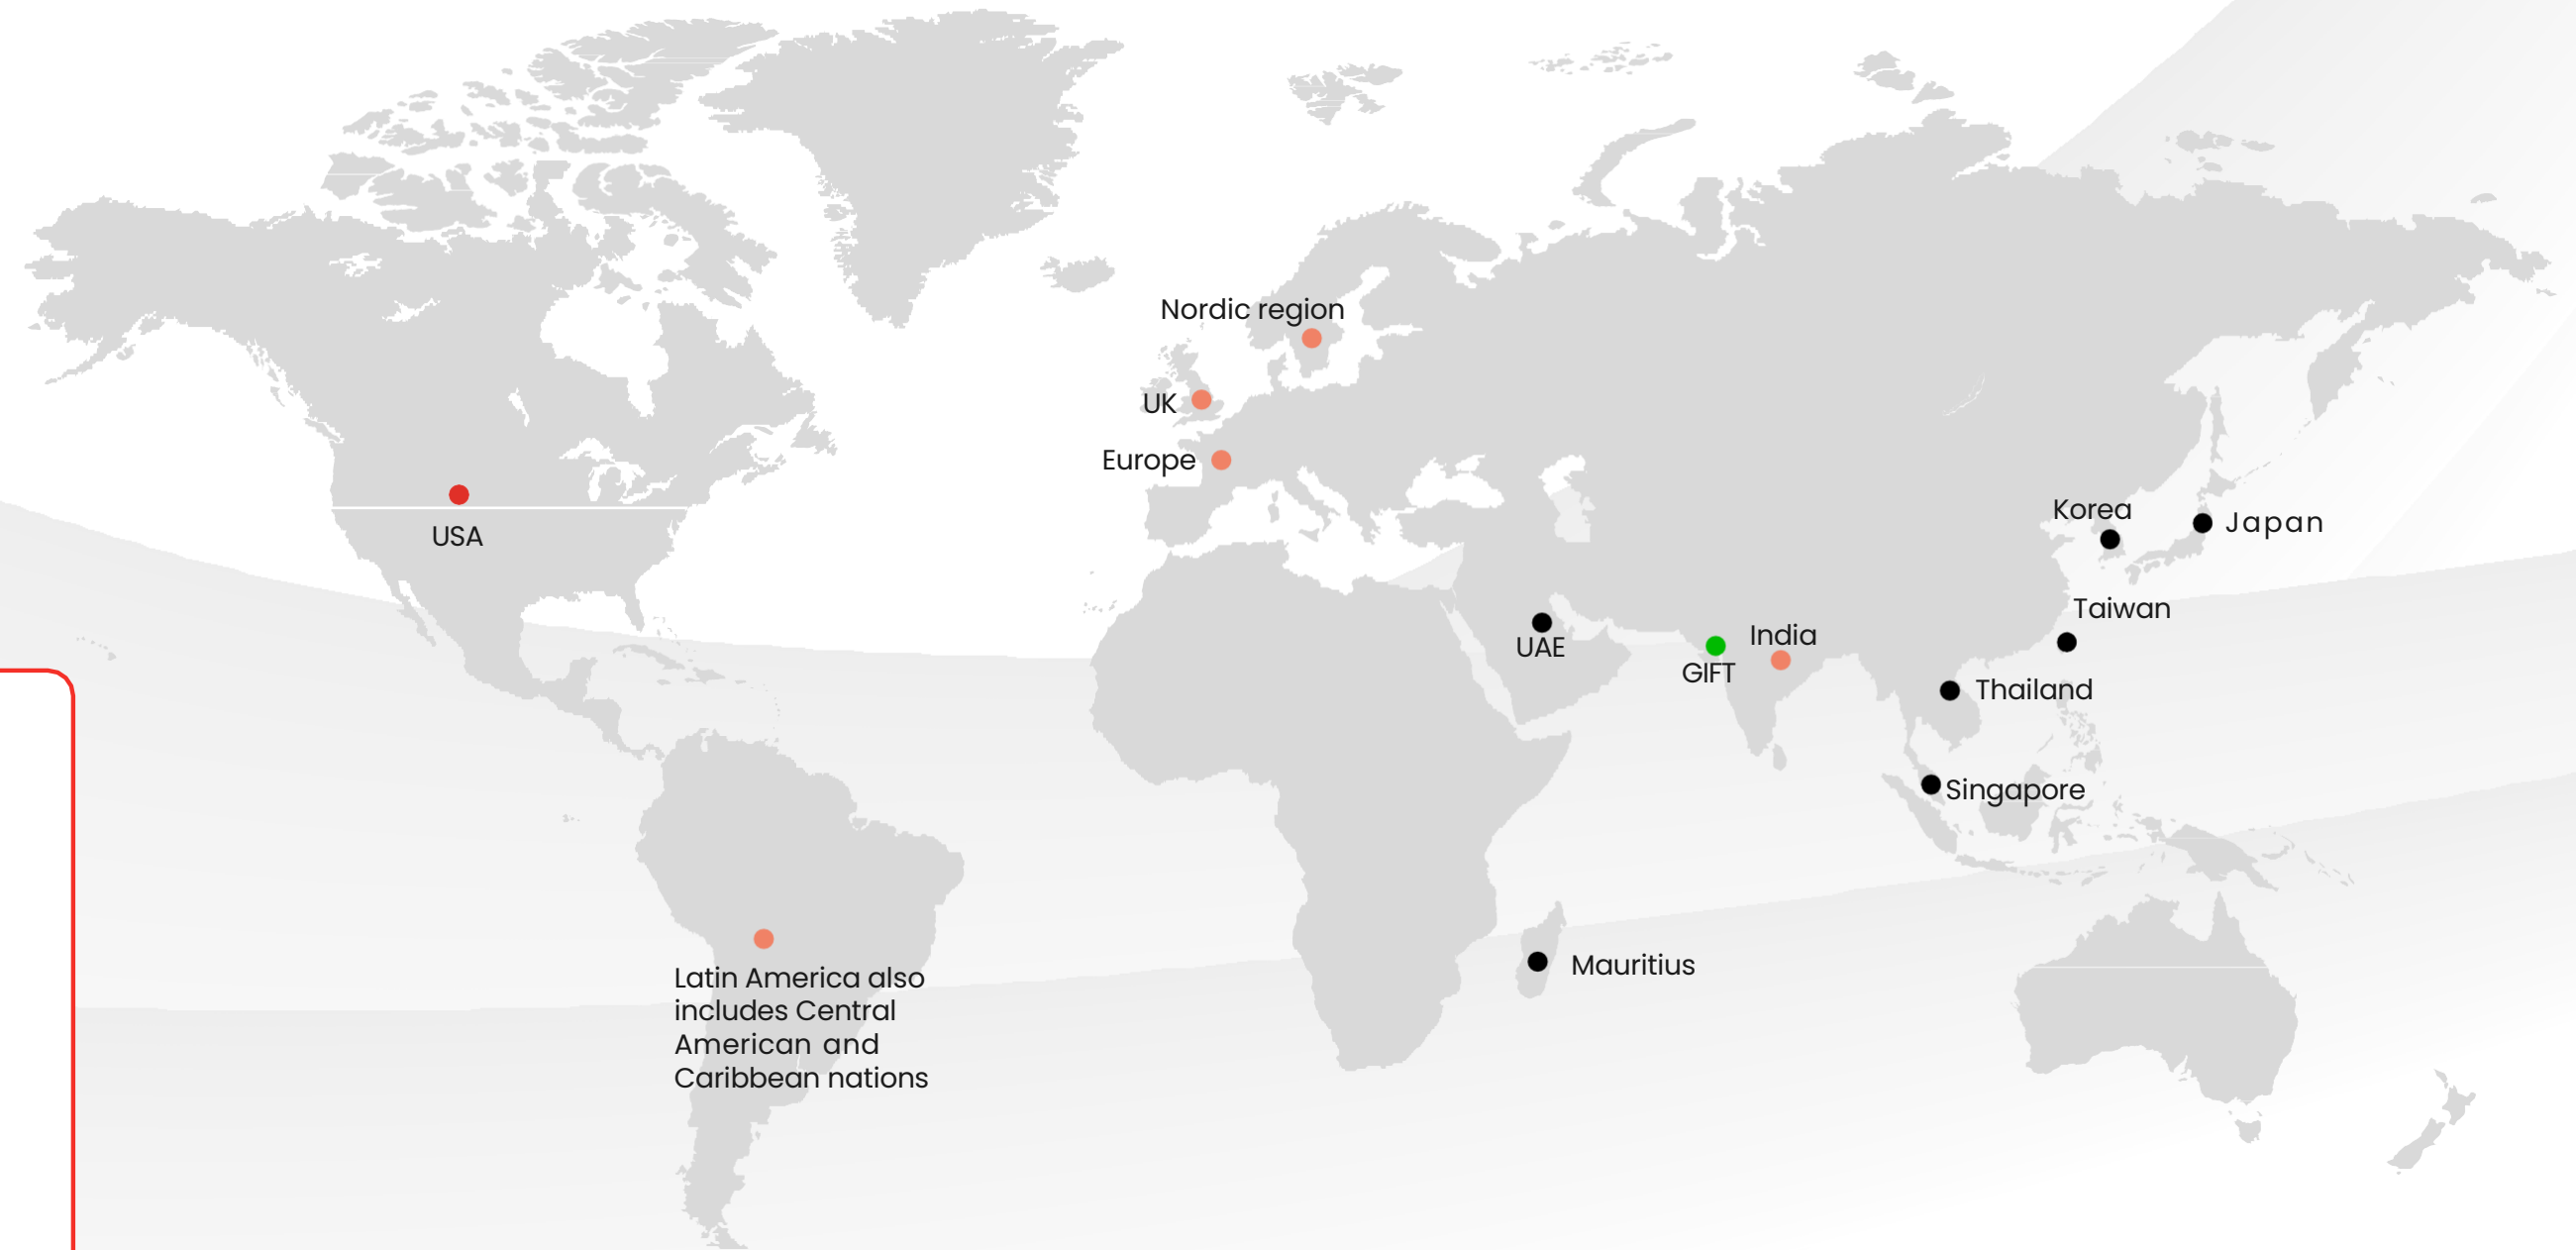 Nordic region
UK
Europe
USA
Korea
Japan
Taiwan
UAE
India
GIFT
Thailand
Singapore
Mauritius
Latin America also
includes Central
American and
Caribbean nations